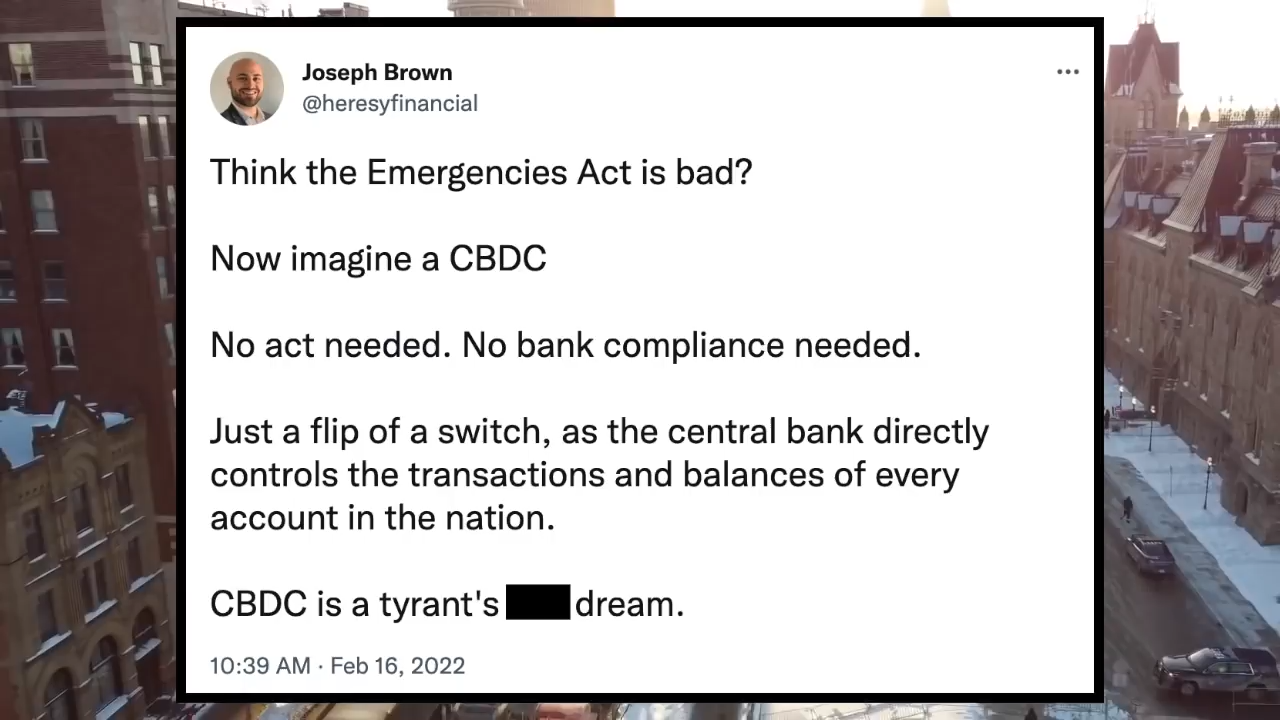 Joseph Brown
@heresyfinancial
Think the Emergencies Act is bad?
Now imagine a CBDC
No act needed. No bank compliance needed.
Just a flip of a switch, as the central bank directly
controls the transactions and balances of every
account in the nation.
CBDC is a tyrant's dream.
10:39 AM · Feb 16, 2022